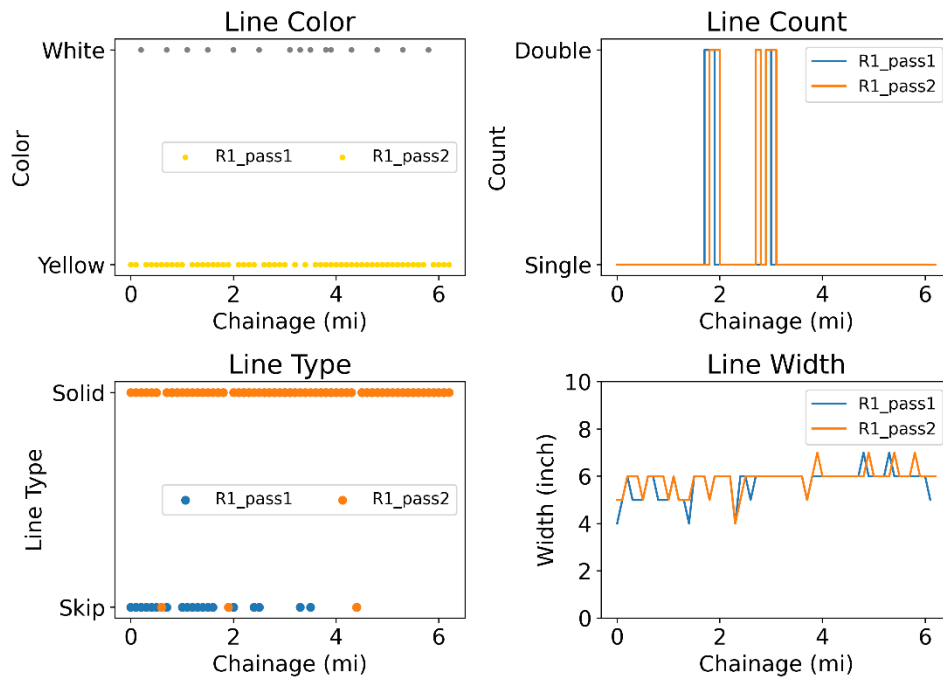 Line Color
White
Yellow
Color
R1_pass1
R1_pass2
0
2
4
6
Chainage (mi)
Line Count
Double
Single
Count
R1_pass1
R1_pass2
0
2
4
6
Chainage (mi)
Line Type
Solid
Skip
Line Type
R1_pass1
R1_pass2
0
2
4
6
Chainage (mi)
Line Width
10
8
6
4
2
0
Width (inch)
R1_pass1
R1_pass2
0
2
4
6
Chainage (mi)